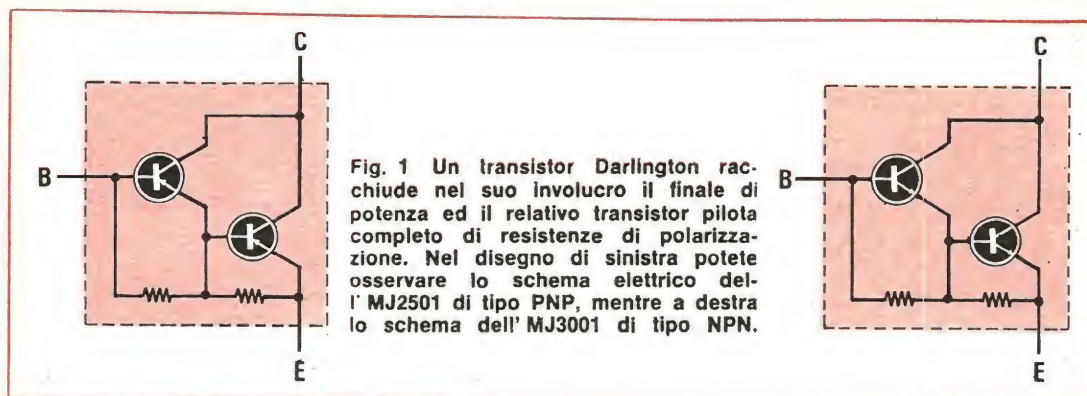 C
B
E
Fig. 1 Un transistor Darlington rac-
chiude nel suo involucro il finale di
potenza ed il relativo transistor pilota
completo di resistenze di polarizza-
zione. Nel disegno di sinistra potete
osservare lo schema elettrico del-
l' MJ2501 di tipo PNP, mentre a destra
lo schema dell' MJ3001 di tipo NPN.
C
B
E